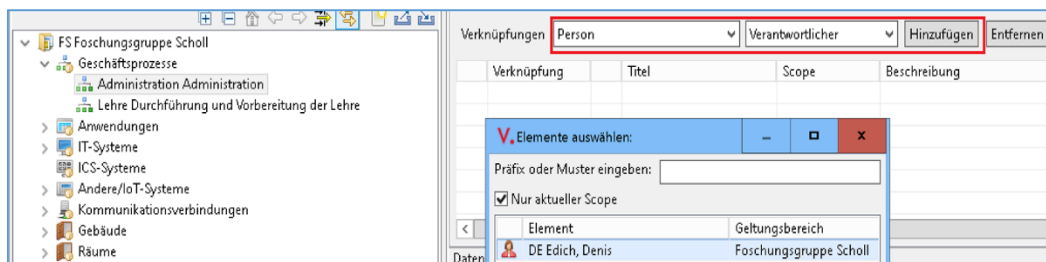 FS Foschungsgruppe Scholl
Geschäftsprozesse
Administration Administration
Lehre Durchführung und Vorbereitung der Lehre
Anwendungen
IT-Systeme
ICS-Systeme
Andere/IoT-Systeme
Kommunikationsverbindungen
Gebäude
Räume
Verknüpfungen Person Verantwortlicher Hinzufügen Entfernen
Verknüpfung Titel Scope Beschreibung
V. Elemente auswählen:
Präfix oder Muster eingeben:
Nur aktueller Scope
Element Geltungsbereich
DE Edich, Denis Foschungsgruppe Scholl
Daten